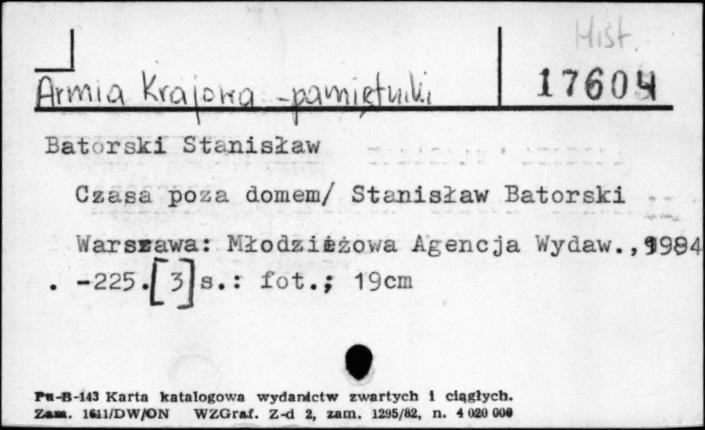 Hist.
Armia Krajowa - pamiętniki
17604
Batorski Stanisław
Czasa poza domem/ Stanisław Batorski
Warszawa: Młodzieżowa Agencja Wydaw., 1984
. -225.[3]s.: fot.; 19cm
Pu-B-143 Karta katalogowa wydawnictw zwartych i ciągłych.
Zam. 1611/DW/ON WZGraf. Z-d 2, zam. 1295/82, n. 4 020 000